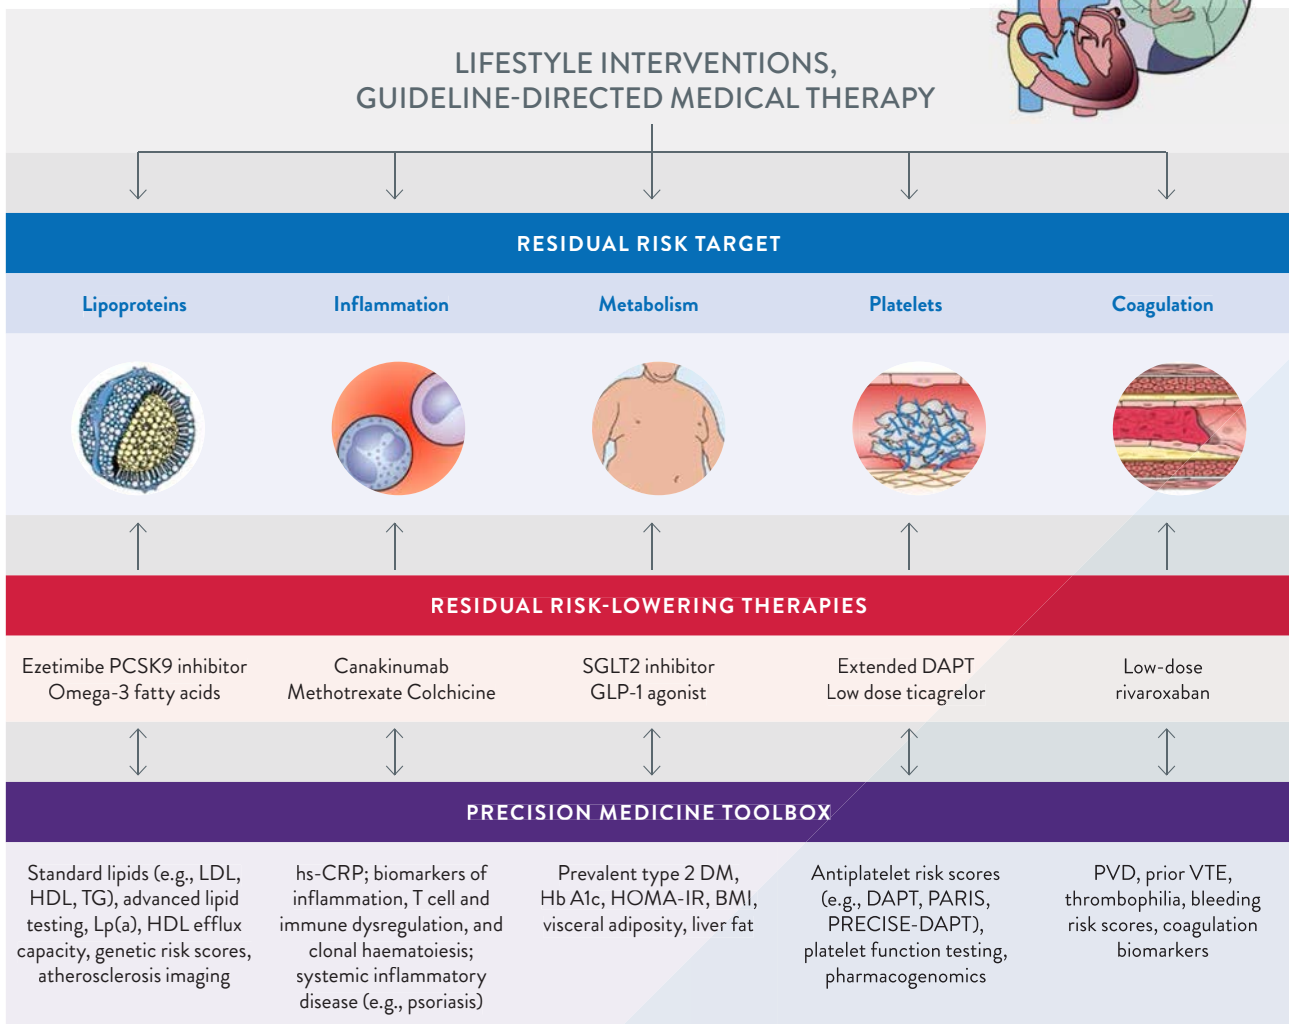 LIFESTYLE INTERVENTIONS,
GUIDELINE-DIRECTED MEDICAL THERAPY
RESIDUAL RISK TARGET
Lipoproteins
Inflammation
Metabolism
Platelets
Coagulation
RESIDUAL RISK-LOWERING THERAPIES
Ezetimibe PCSK9 inhibitor
Omega-3 fatty acids
Canakinumab
Methotrexate Colchicine
SGLT2 inhibitor
GLP-1 agonist
Extended DAPT
Low dose ticagrelor
Low-dose
rivaroxaban
PRECISION MEDICINE TOOLBOX
Standard lipids (e.g., LDL,
HDL, TG), advanced lipid
testing, Lp(a), HDL efflux
capacity, genetic risk scores,
atherosclerosis imaging
hs-CRP; biomarkers of
inflammation, T cell and
immune dysregulation, and
clonal haematoiesis;
systemic inflammatory
disease (e.g., psoriasis)
Prevalent type 2 DM,
Hb A1c, HOMA-IR, BMI,
visceral adiposity, liver fat
Antiplatelet risk scores
(e.g., DAPT, PARIS,
PRECISE-DAPT),
platelet function testing,
pharmacogenomics
PVD, prior VTE,
thrombophilia, bleeding
risk scores, coagulation
biomarkers